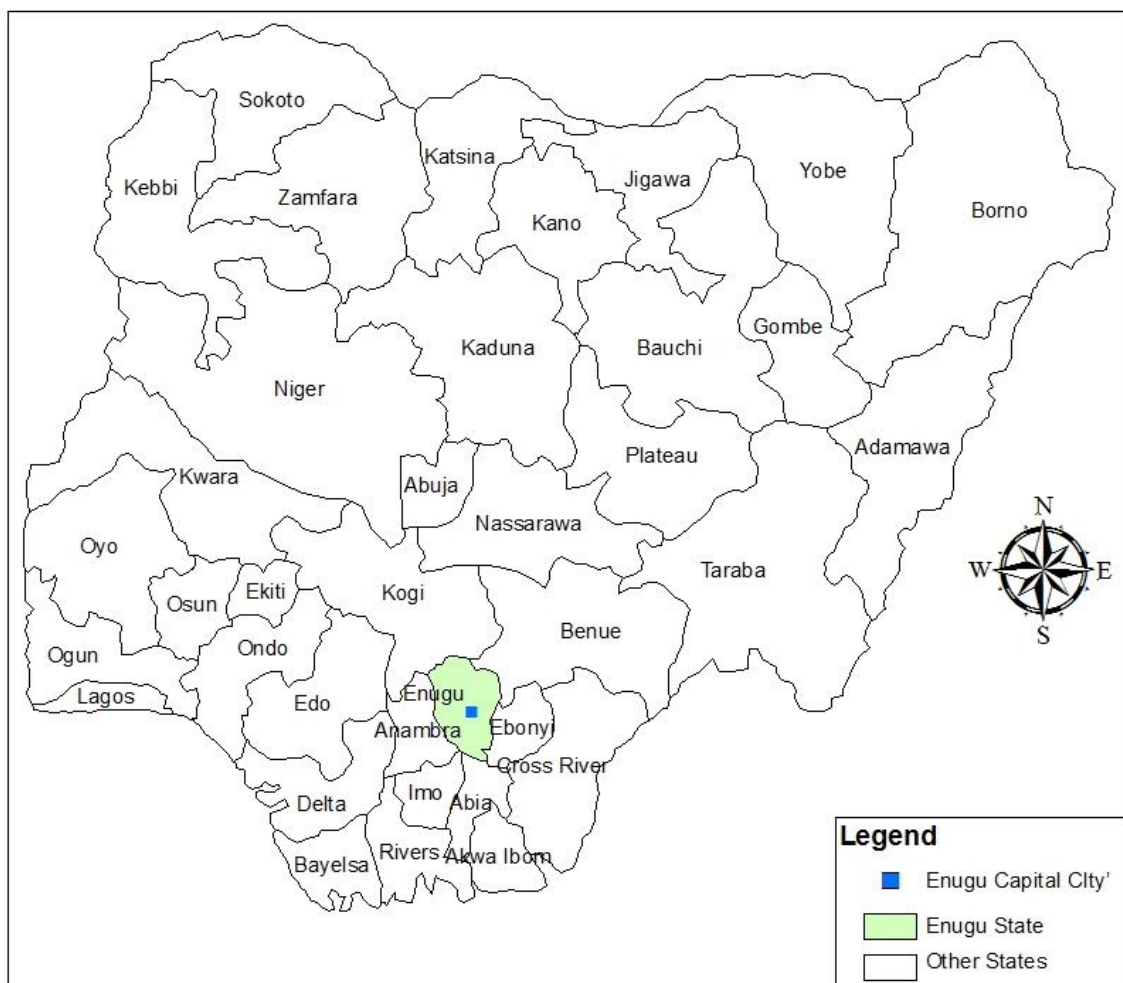 Sokoto
Katsina
Kebbi
Zamfara
Jigawa
Yobe
Kano
Borno
Gombe
Kaduna
Bauchi
Niger
Adamawa
Plateau
Kwara
Abuja
Nassarawa
N
Oyo
W
E
Taraba
Ekiti
Kogi
Osun
S
Benue
Ondo
Ogun
Lagos
Edo
Enugu
Anambra
Ebonyi
Cross River
Imo
Abia
Delta
Bayelsa
Rivers
Akwa Ibom
Legend
Enugu Capital CIty'
Enugu State
Other States